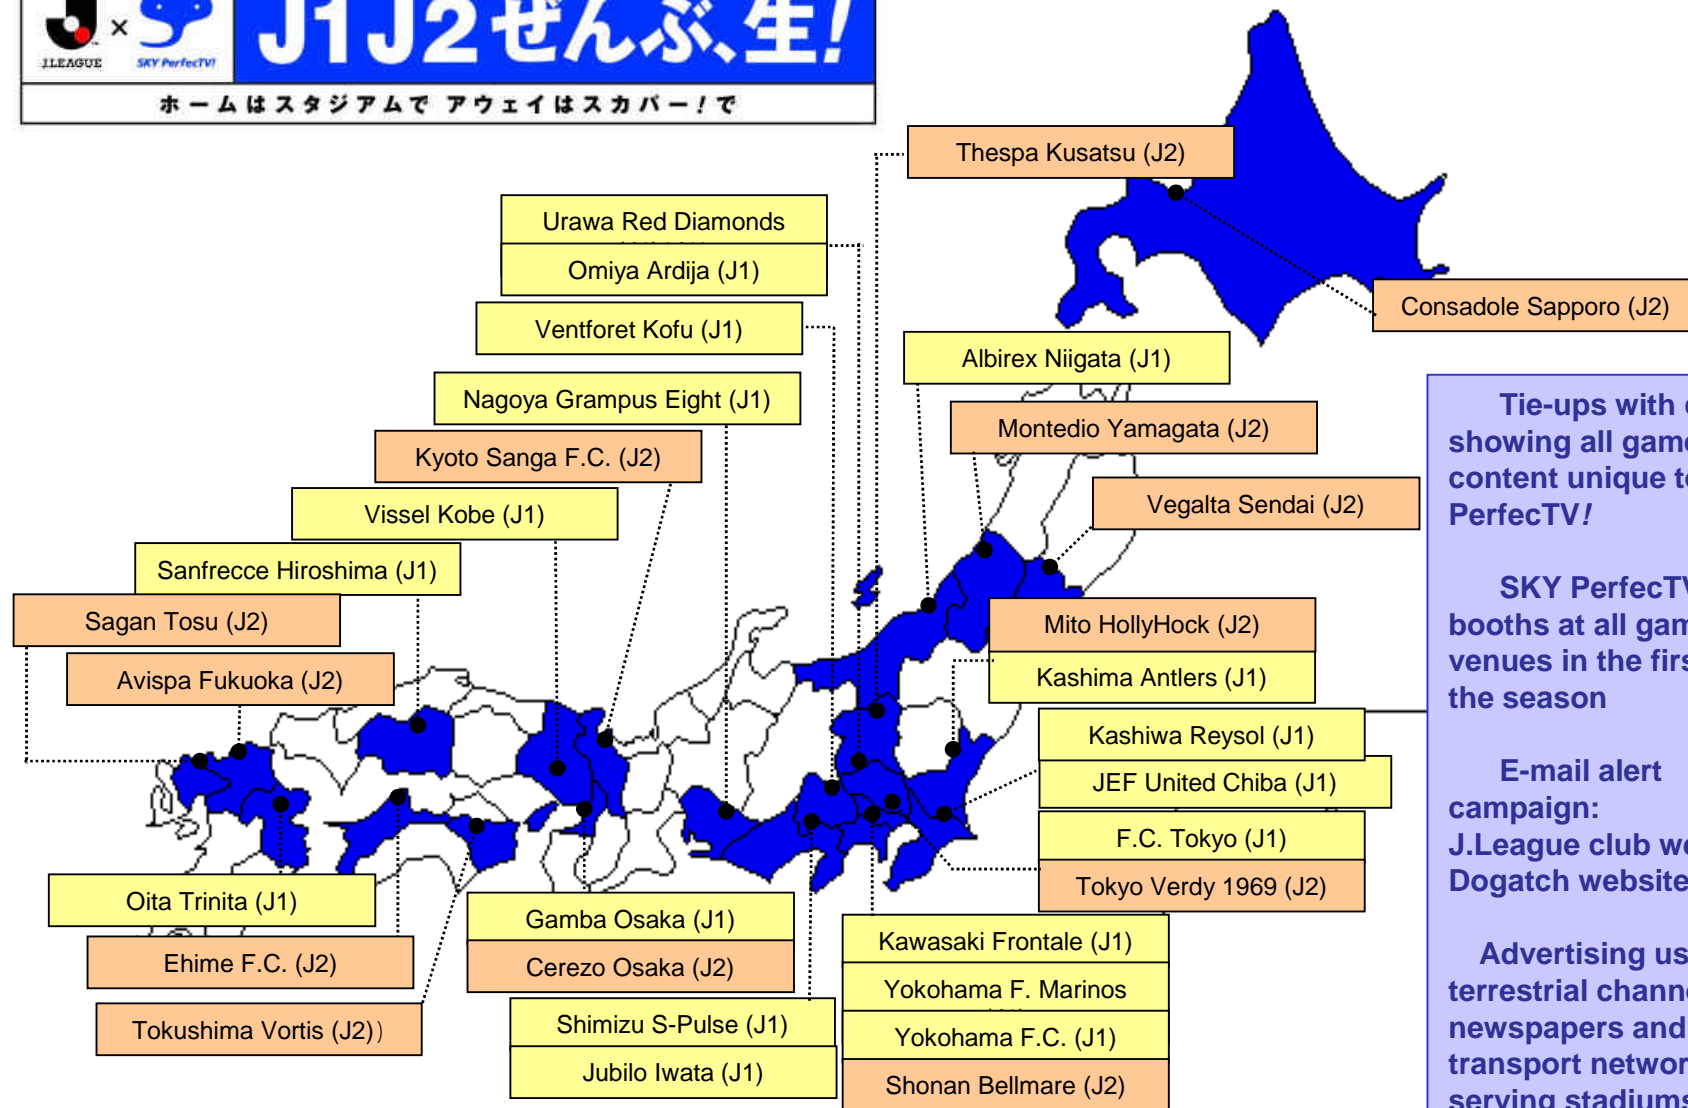 J.LEAGUE
×
SKY PerfecTV!
J1J2ぜんぶ、生!
ホームはスタジアムで アウェイはスカパー!で
Thespa Kusatsu (J2)
Urawa Red Diamonds
Omiya Ardija (J1)
Consadole Sapporo (J2)
Ventforet Kofu (J1)
Albirex Niigata (J1)
Nagoya Grampus Eight (J1)
Montedio Yamagata (J2)
Kyoto Sanga F.C. (J2)
Vegalta Sendai (J2)
Vissel Kobe (J1)
Sanfrecce Hiroshima (J1)
Sagan Tosu (J2)
Avispa Fukuoka (J2)
Mito HollyHock (J2)
Kashima Antlers (J1)
Kashiwa Reysol (J1)
JEF United Chiba (J1)
F.C. Tokyo (J1)
Tokyo Verdy 1969 (J2)
Oita Trinita (J1)
Ehime F.C. (J2)
Tokushima Vortis (J2))
Gamba Osaka (J1)
Cerezo Osaka (J2)
Shimizu S-Pulse (J1)
Jubilo Iwata (J1)
Kawasaki Frontale (J1)
Yokohama F. Marinos
Yokohama F.C. (J1)
Shonan Bellmare (J2)
Tie-ups with
showing all game
content unique to
PerfecTV!
SKY PerfecTV
booths at all gam
venues in the firs
the season
E-mail alert
campaign:
J.League club we
Dogatch website
Advertising us
terrestrial channe
newspapers and
transport networ
serving stadiums